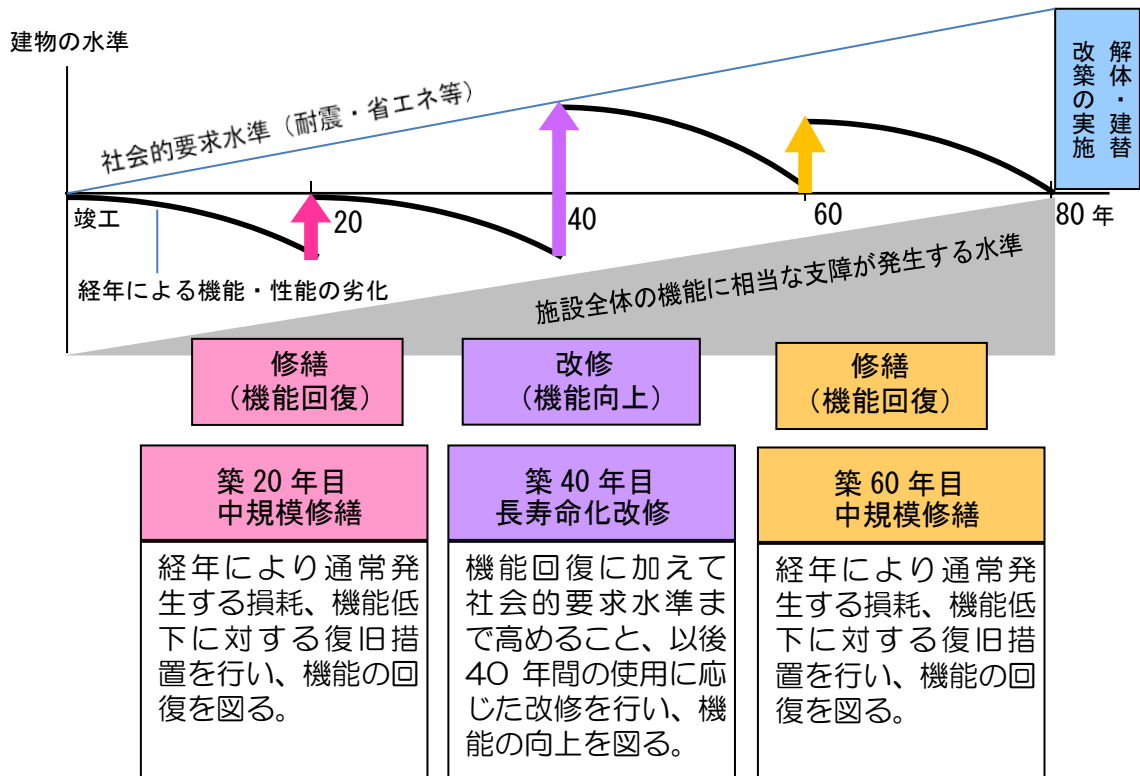 建物の水準
社会的要求水準（耐震・省エネ等）
解体・建替
改築の実施
竣工
20
40
60
80 年
経年による機能・性能の劣化
施設全体の機能に相当な支障が発生する水準
修繕
（機能回復）
改修
（機能向上）
修繕
（機能回復）
築 20 年目
中規模修繕
経年により通常発
生する損耗、機能低
下に対する復旧措
置を行い、機能の回
復を図る。
築 40 年目
長寿命化改修
機能回復に加えて
社会的要求水準ま
で高めること、以後
40 年間の使用に応
じた改修を行い、機
能の向上を図る。
築 60 年目
中規模修繕
経年により通常発
生する損耗、機能低
下に対する復旧措
置を行い、機能の回
復を図る。